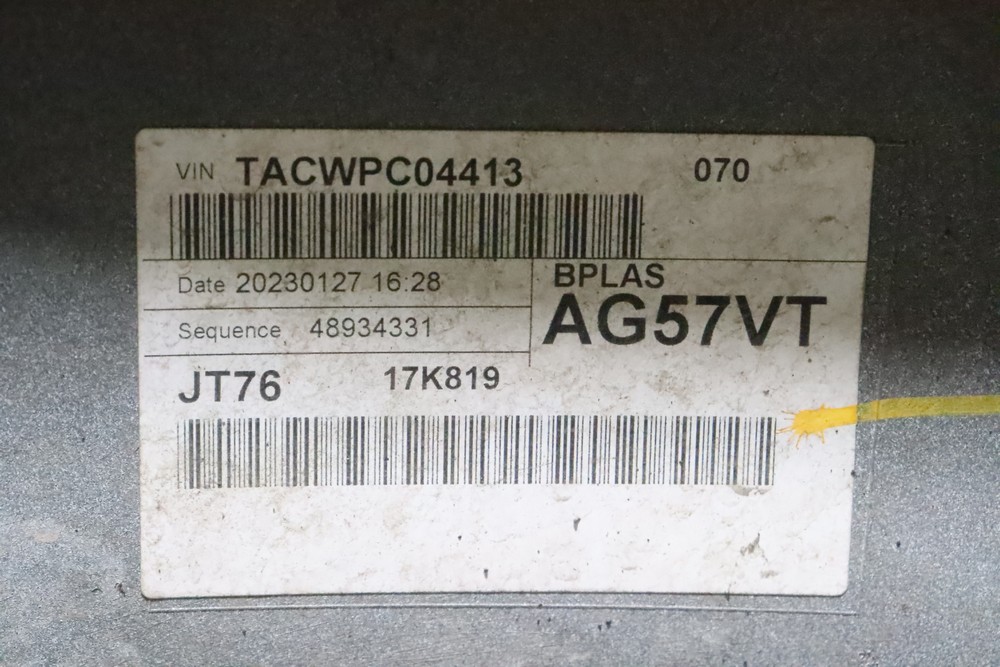 VIN TACWPC04413 070
Date 20230127 16:28
BPLAS
AG57VT
Sequence 48934331
JT76 17K819